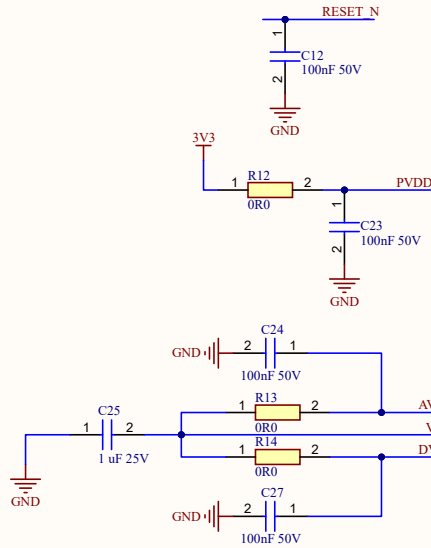 RESET_N
1
C12
100nF 50V
2
GND
3V3
R12
1 2
PVDD
0R0
1
C23
100nF 50V
2
GND
C24
GND 2 1
100nF 50V
R13
1 2
AV
0R0
C25
1 2
V
1 uF 25V
R14
1 2
DV
0R0
GND
C27
GND 2 1
100nF 50V